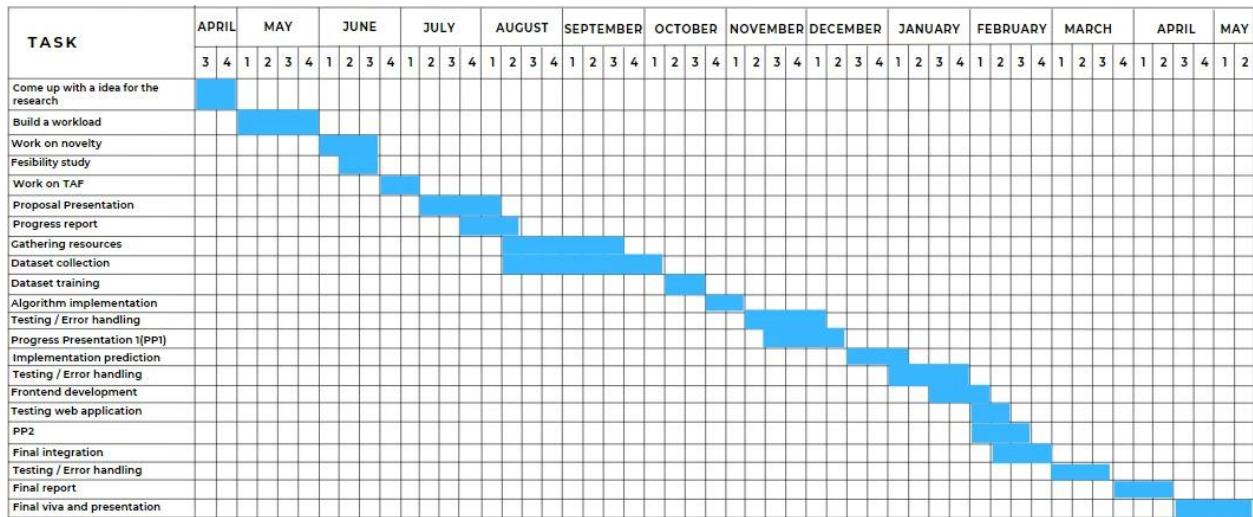 TASK APRIL MAY JUNE JULY AUGUST SEPTEMBER OCTOBER NOVEMBER DECEMBER JANUARY FEBRUARY MARCH APRIL MAY
3 4 1 2 3 4 1 2 3 4 1 2 3 4 1 2 3 4 1 2 3 4 1 2 3 4 1 2 3 4 1 2 3 4 1 2 3 4 1 2 3 4 1 2 3 4 1 2 3 4 1 2
Come up with a idea for the
research
Build a workload
Work on novelty
Fesibility study
Work on TAF
Proposal Presentation
Progress report
Gathering resources
Dataset collection
Dataset training
Algorithm implementation
Testing / Error handling
Progress Presentation 1(PP1)
Implementation prediction
Testing / Error handling
Frontend development
Testing web application
PP2
Final integration
Testing / Error handling
Final report
Final viva and presentation